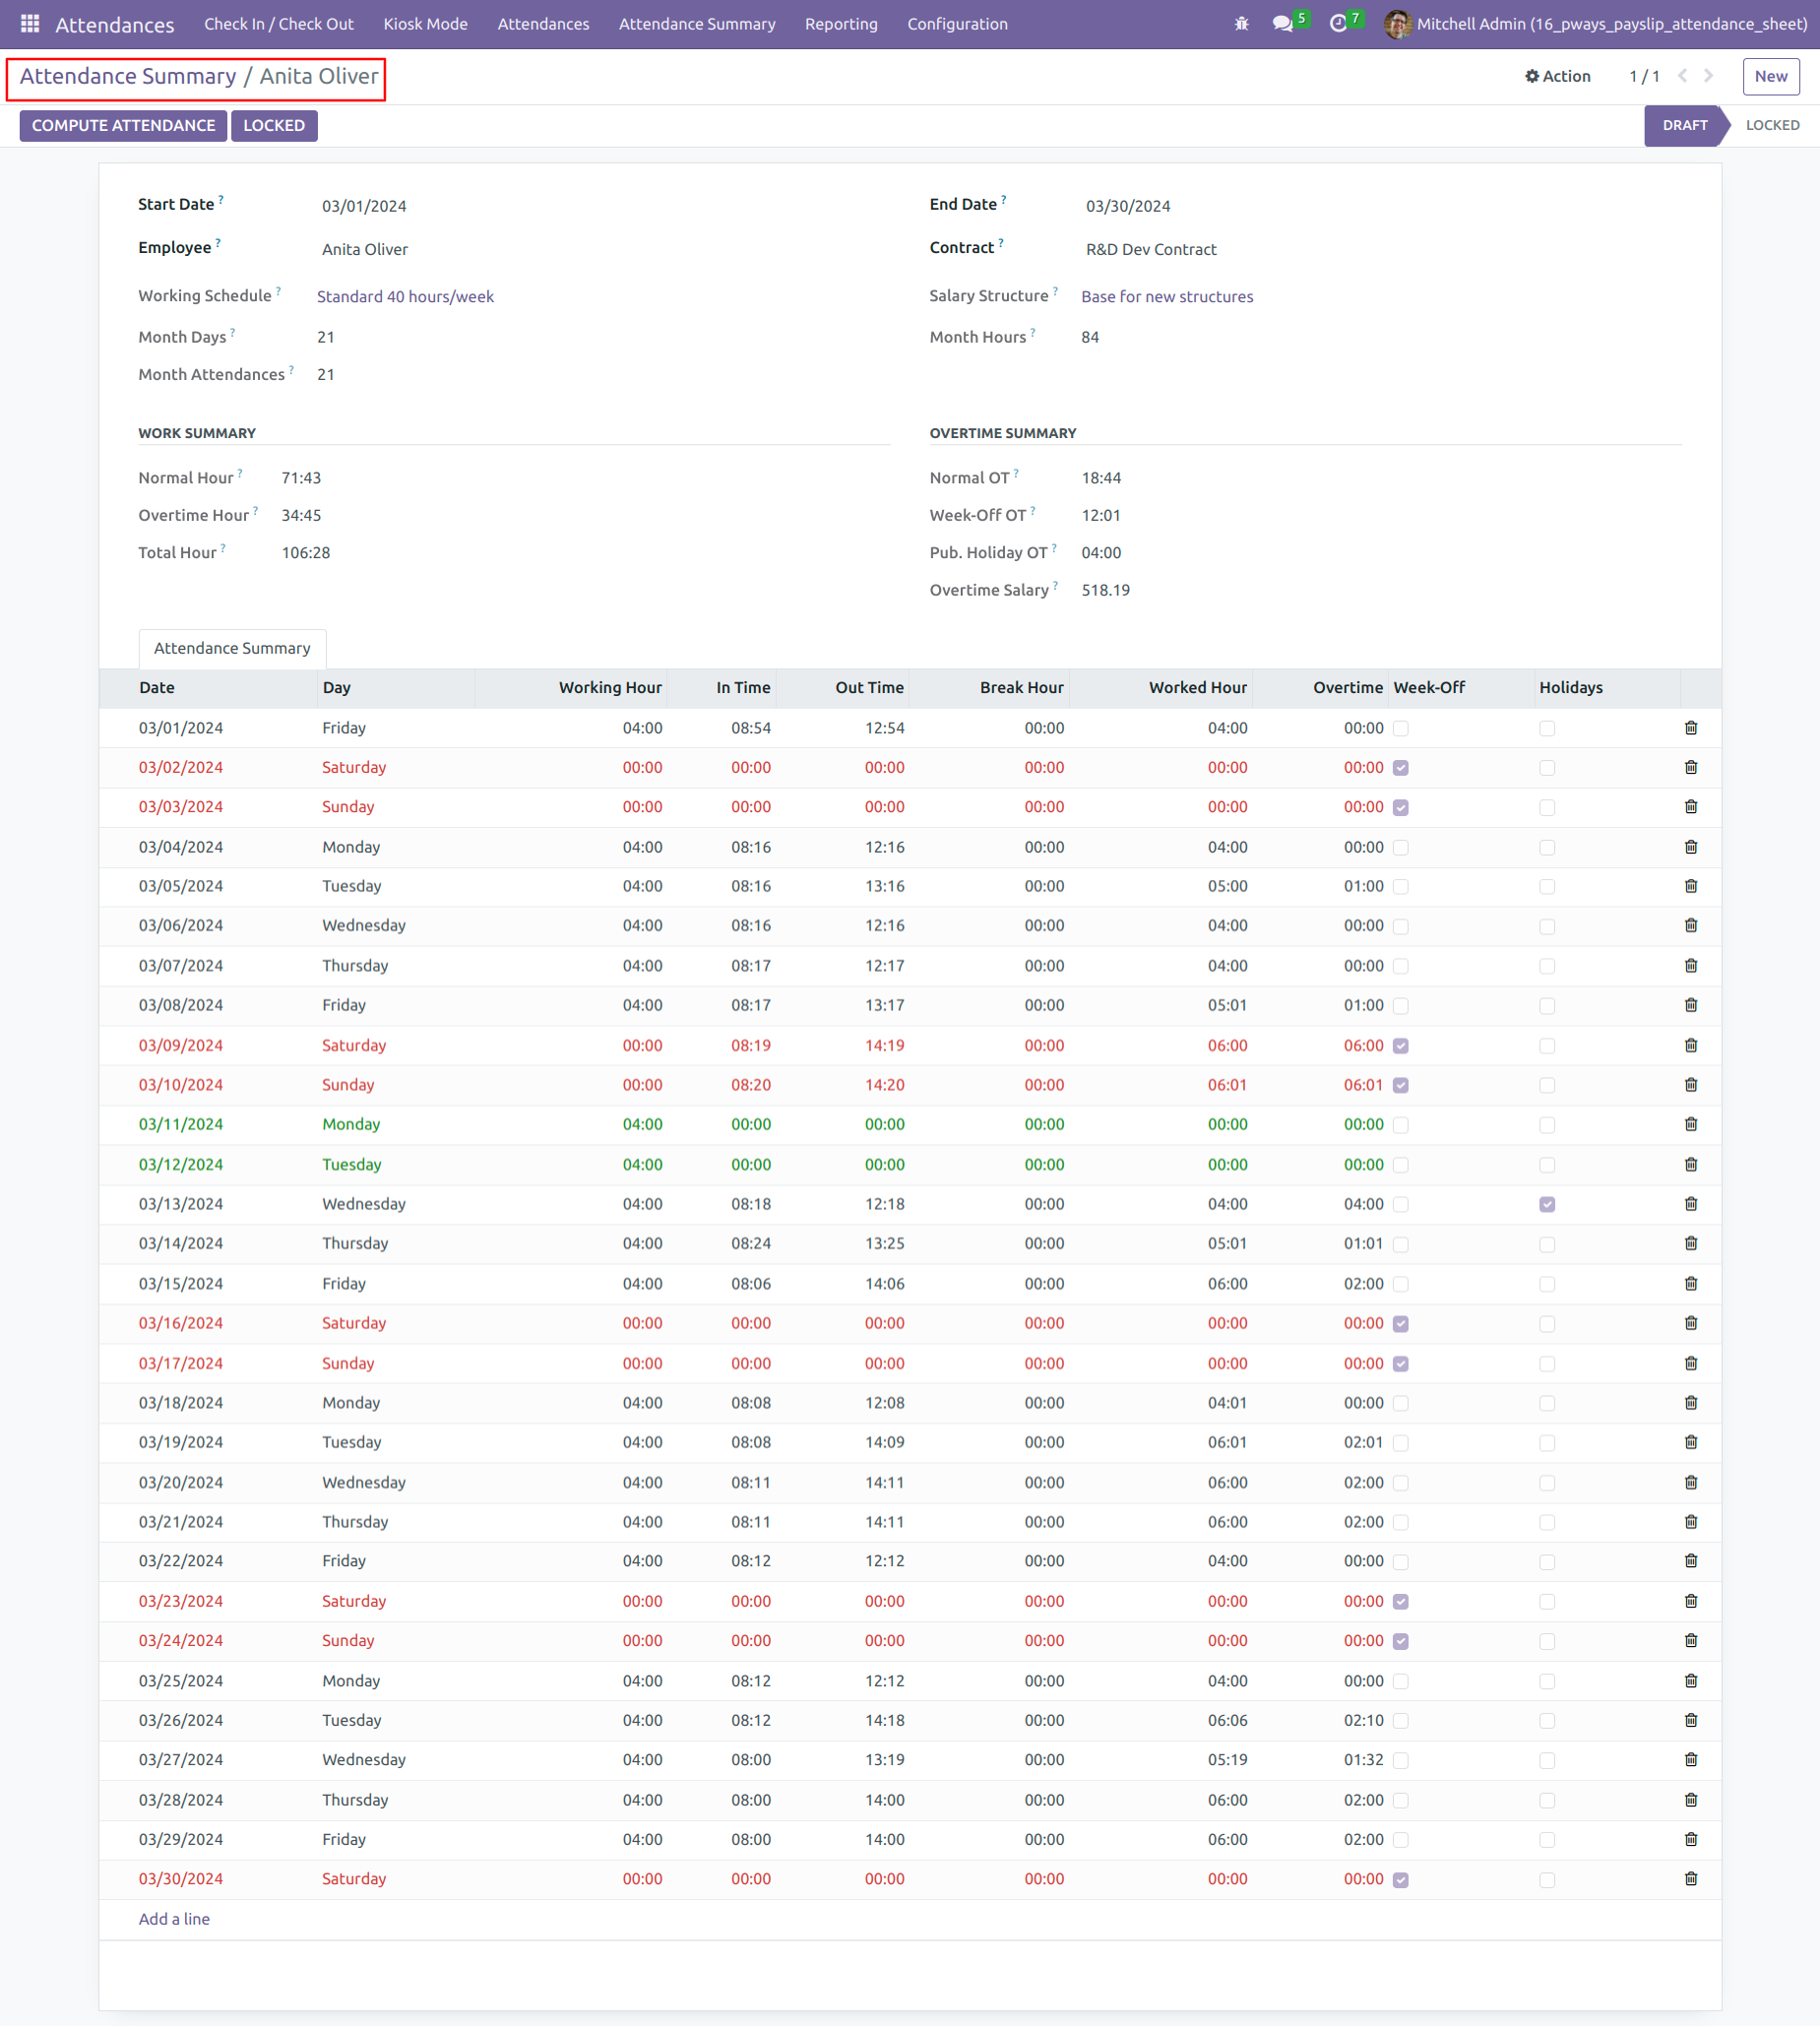 Attendances Check In / Check Out Kiosk Mode Attendances Attendance Summary Reporting Configuration 5 7 Mitchell Admin (16_pways_payslip_attendance_sheet)
Attendance Summary / Anita Oliver Action 1 / 1 New
COMPUTE ATTENDANCE LOCKED DRAFT LOCKED
Start Date ? 03/01/2024 End Date ? 03/30/2024
Employee ? Anita Oliver Contract ? R&D Dev Contract
Working Schedule ? Standard 40 hours/week Salary Structure ? Base for new structures
Month Days ? 21 Month Hours ? 84
Month Attendances ? 21
WORK SUMMARY OVERTIME SUMMARY
Normal Hour ? 71:43 Normal OT ? 18:44
Overtime Hour ? 34:45 Week-Off OT ? 12:01
Total Hour ? 106:28 Pub. Holiday OT ? 04:00
Overtime Salary ? 518.19
Attendance Summary
Date Day Working Hour In Time Out Time Break Hour Worked Hour Overtime Week-Off Holidays
03/01/2024 Friday 04:00 08:54 12:54 00:00 04:00 00:00
03/02/2024 Saturday 00:00 00:00 00:00 00:00 00:00 00:00
03/03/2024 Sunday 00:00 00:00 00:00 00:00 00:00 00:00
03/04/2024 Monday 04:00 08:16 12:16 00:00 04:00 00:00
03/05/2024 Tuesday 04:00 08:16 13:16 00:00 05:00 01:00
03/06/2024 Wednesday 04:00 08:16 12:16 00:00 04:00 00:00
03/07/2024 Thursday 04:00 08:17 12:17 00:00 04:00 00:00
03/08/2024 Friday 04:00 08:17 13:17 00:00 05:01 01:00
03/09/2024 Saturday 00:00 08:19 14:19 00:00 06:00 06:00
03/10/2024 Sunday 00:00 08:20 14:20 00:00 06:01 06:01
03/11/2024 Monday 04:00 00:00 00:00 00:00 00:00 00:00
03/12/2024 Tuesday 04:00 00:00 00:00 00:00 00:00 00:00
03/13/2024 Wednesday 04:00 08:18 12:18 00:00 04:00 04:00
03/14/2024 Thursday 04:00 08:24 13:25 00:00 05:01 01:01
03/15/2024 Friday 04:00 08:06 14:06 00:00 06:00 02:00
03/16/2024 Saturday 00:00 00:00 00:00 00:00 00:00 00:00
03/17/2024 Sunday 00:00 00:00 00:00 00:00 00:00 00:00
03/18/2024 Monday 04:00 08:08 12:08 00:00 04:01 00:00
03/19/2024 Tuesday 04:00 08:08 14:09 00:00 06:01 02:01
03/20/2024 Wednesday 04:00 08:11 14:11 00:00 06:00 02:00
03/21/2024 Thursday 04:00 08:11 14:11 00:00 06:00 02:00
03/22/2024 Friday 04:00 08:12 12:12 00:00 04:00 00:00
03/23/2024 Saturday 00:00 00:00 00:00 00:00 00:00 00:00
03/24/2024 Sunday 00:00 00:00 00:00 00:00 00:00 00:00
03/25/2024 Monday 04:00 08:12 12:12 00:00 04:00 00:00
03/26/2024 Tuesday 04:00 08:12 14:18 00:00 06:06 02:10
03/27/2024 Wednesday 04:00 08:00 13:19 00:00 05:19 01:32
03/28/2024 Thursday 04:00 08:00 14:00 00:00 06:00 02:00
03/29/2024 Friday 04:00 08:00 14:00 00:00 06:00 02:00
03/30/2024 Saturday 00:00 00:00 00:00 00:00 00:00 00:00
Add a line